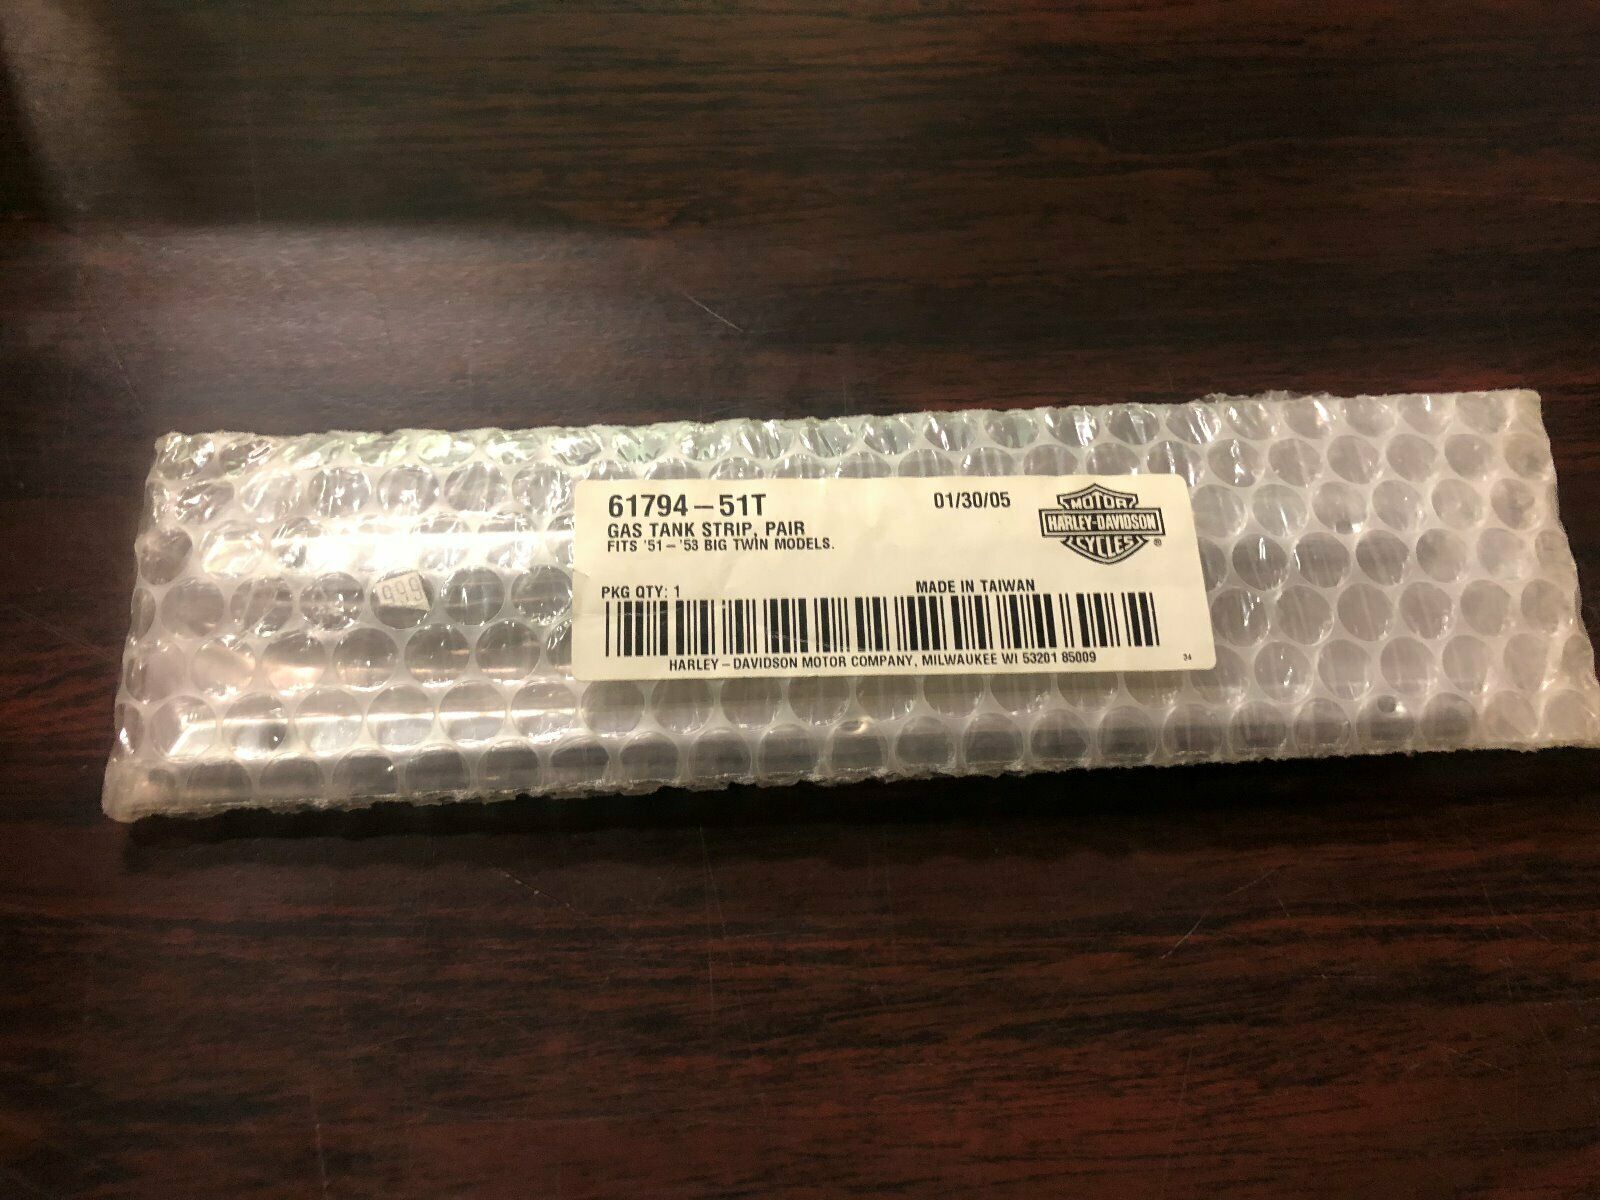 61794-51T 01/30/05
GAS TANK STRIP, PAIR
FITS '51-'53 BIG TWIN MODELS.
MOTOR
HARLEY-DAVIDSON
CYCLES
®
PKG QTY: 1 MADE IN TAIWAN
HARLEY-DAVIDSON MOTOR COMPANY, MILWAUKEE WI 53201 85009
34